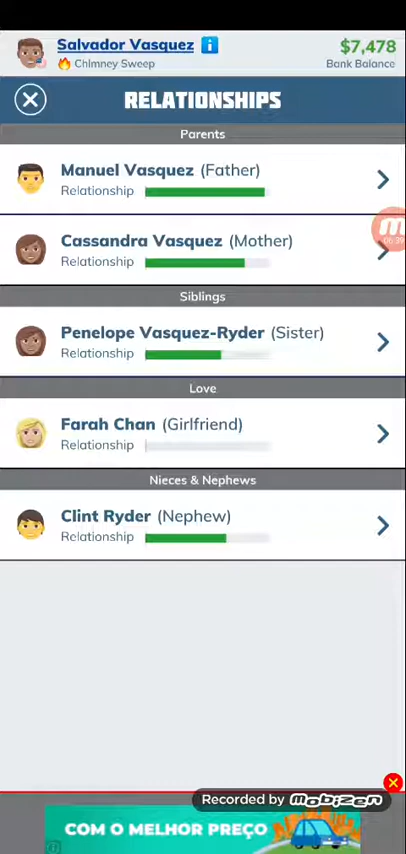 Salvador Vasquez
$7,478
Chimney Sweep
Bank Balance
RELATIONSHIPS
Parents
Manuel Vasquez (Father)
Relationship
Cassandra Vasquez (Mother)
Relationship
06:39
Siblings
Penelope Vasquez-Ryder (Sister)
Relationship
Love
Farah Chan (Girlfriend)
Relationship
Nieces & Nephews
Clint Ryder (Nephew)
Relationship
Recorded by mobizen
COM O MELHOR PREÇO